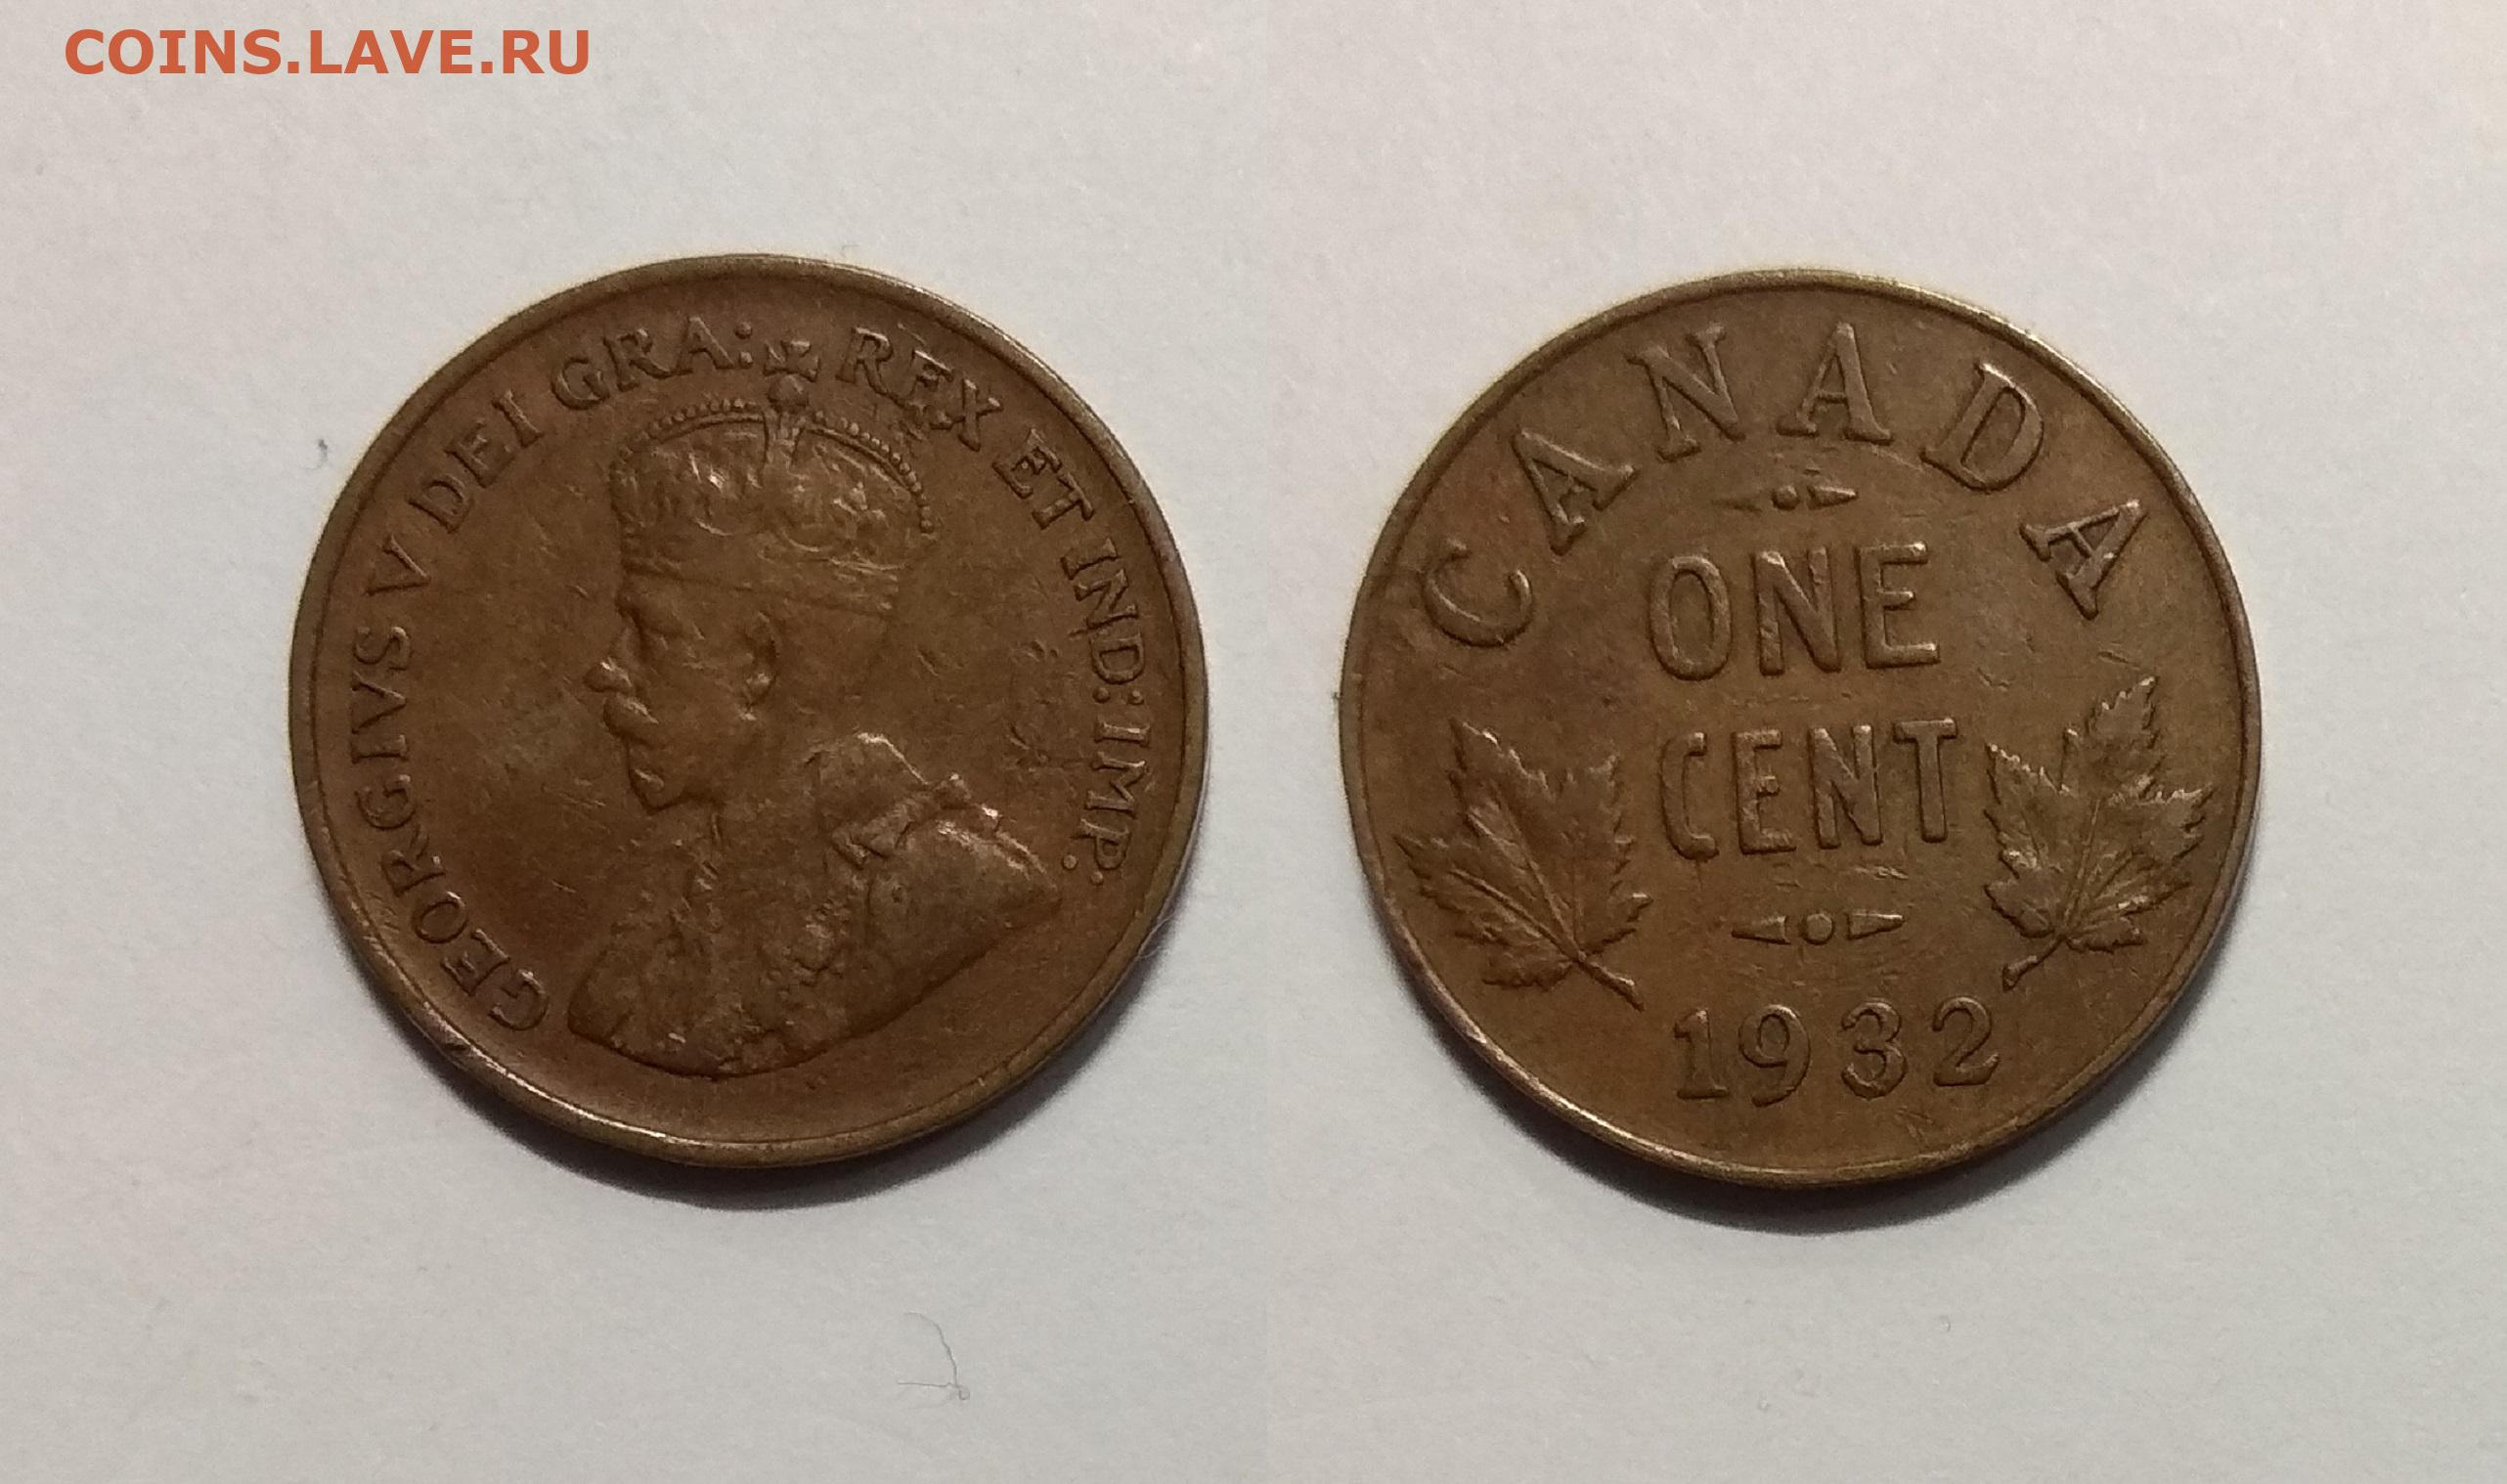 COINS.LAVE.RU
GEORGIVS V DEI GRA: REX ET IND: IMP.
CANADA
ONE
CENT
1932